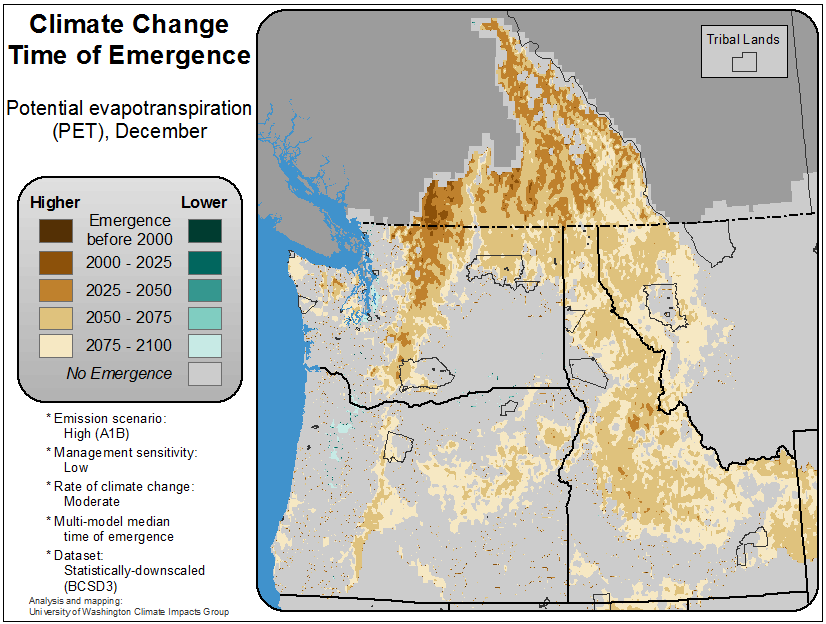 Climate Change
Time of Emergence
Potential evapotranspiration
(PET), December
Higher Lower
Emergence
before 2000
2000 - 2025
2025 - 2050
2050 - 2075
2075 - 2100
No Emergence
* Emission scenario:
High (A1B)
* Management sensitivity:
Low
* Rate of climate change:
Moderate
* Multi-model median
time of emergence
* Dataset:
Statistically-downscaled
(BCSD3)
Analysis and mapping:
University of Washington Climate Impacts Group
Tribal Lands